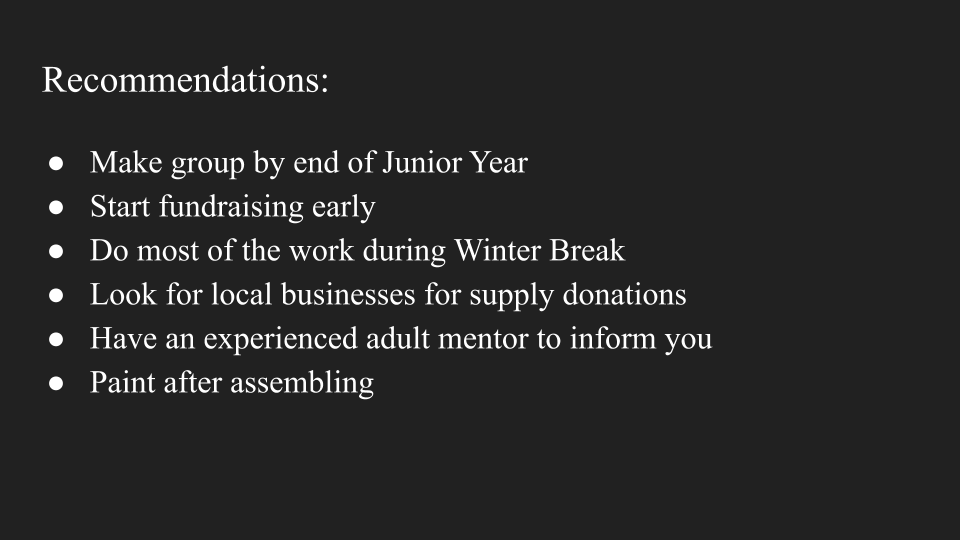 Recommendations:
● Make group by end of Junior Year
● Start fundraising early
● Do most of the work during Winter Break
● Look for local businesses for supply donations
● Have an experienced adult mentor to inform you
● Paint after assembling